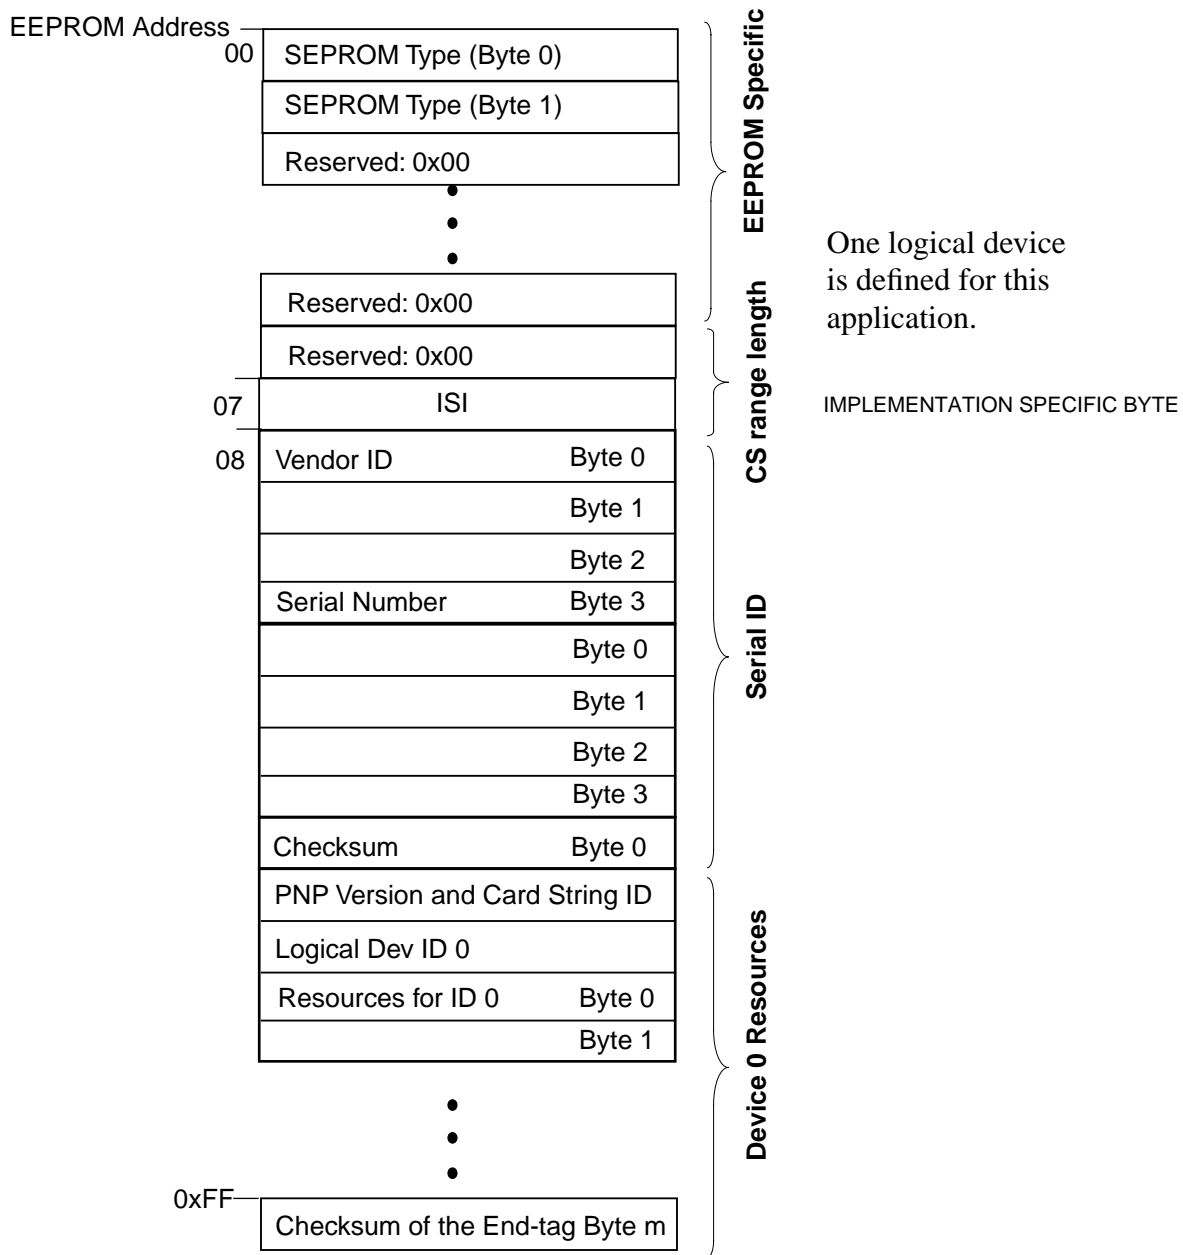 EEPROM Address
00
SEPROM Type (Byte 0)
SEPROM Type (Byte 1)
Reserved: 0x00
Reserved: 0x00
Reserved: 0x00
07
ISI
08
Vendor ID Byte 0
Byte 1
Byte 2
Serial Number Byte 3
Byte 0
Byte 1
Byte 2
Byte 3
Checksum Byte 0
PNP Version and Card String ID
Logical Dev ID 0
Resources for ID 0 Byte 0
Byte 1
0xFF
Checksum of the End-tag Byte m
EEPROM Specific
CS range length
Serial ID
Device 0 Resources
One logical device
is defined for this
application.
IMPLEMENTATION SPECIFIC BYTE